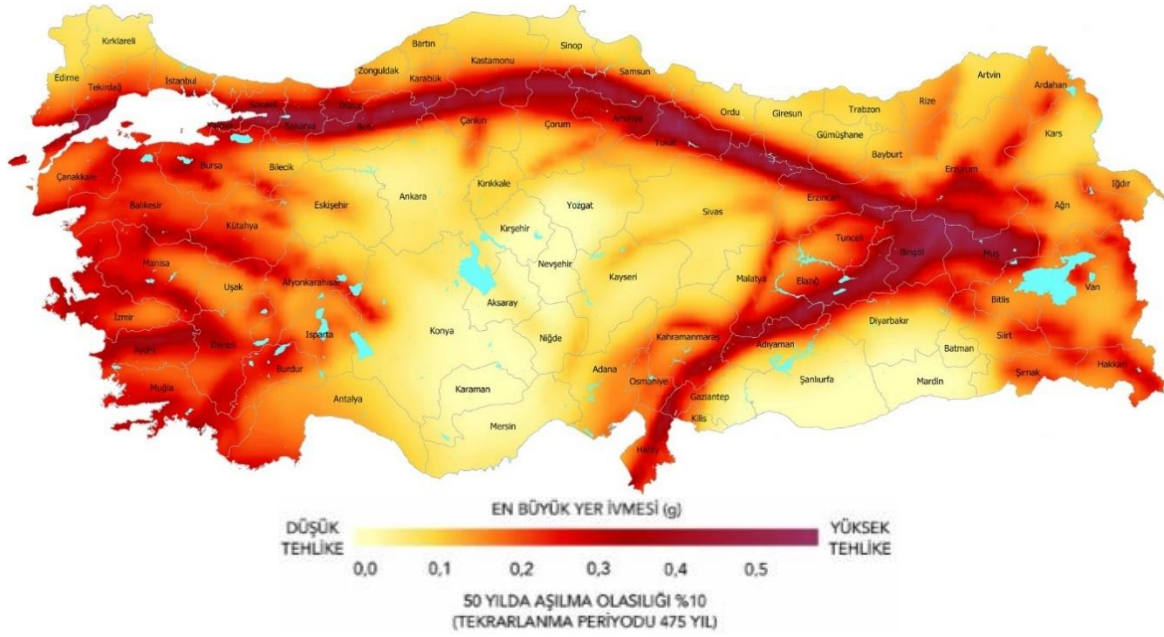 Kırklareli
Edirne
Tekirdağ
İstanbul
Kocaeli
Sakarya
Düzce
Bolu
Zonguldak
Bartın
Karabük
Kastamonu
Sinop
Samsun
Çankırı
Çorum
Amasya
Tokat
Ordu
Giresun
Trabzon
Gümüşhane
Bayburt
Rize
Artvin
Ardahan
Kars
Erzurum
Iğdır
Ağrı
Çanakkale
Balıkesir
Bursa
Bilecik
Eskişehir
Kütahya
Ankara
Kırıkkale
Kırşehir
Yozgat
Sivas
Erzincan
Tunceli
Bingöl
Muş
Manisa
Uşak
Afyonkarahisar
Nevşehir
Kayseri
Malatya
Elazığ
Bitlis
Van
İzmir
Aydın
Denizli
Isparta
Burdur
Konya
Aksaray
Niğde
Kahramanmaraş
Adıyaman
Diyarbakır
Batman
Siirt
Şırnak
Hakkari
Muğla
Antalya
Karaman
Mersin
Adana
Osmaniye
Gaziantep
Kilis
Hatay
Şanlıurfa
Mardin
EN BÜYÜK YER İVMESİ (g)
DÜŞÜK
TEHLİKE
YÜKSEK
TEHLİKE
0,0 0,1 0,2 0,3 0,4 0,5
50 YILDA AŞILMA OLASILIĞI %10
(TEKRARLANMA PERİYODU 475 YIL)